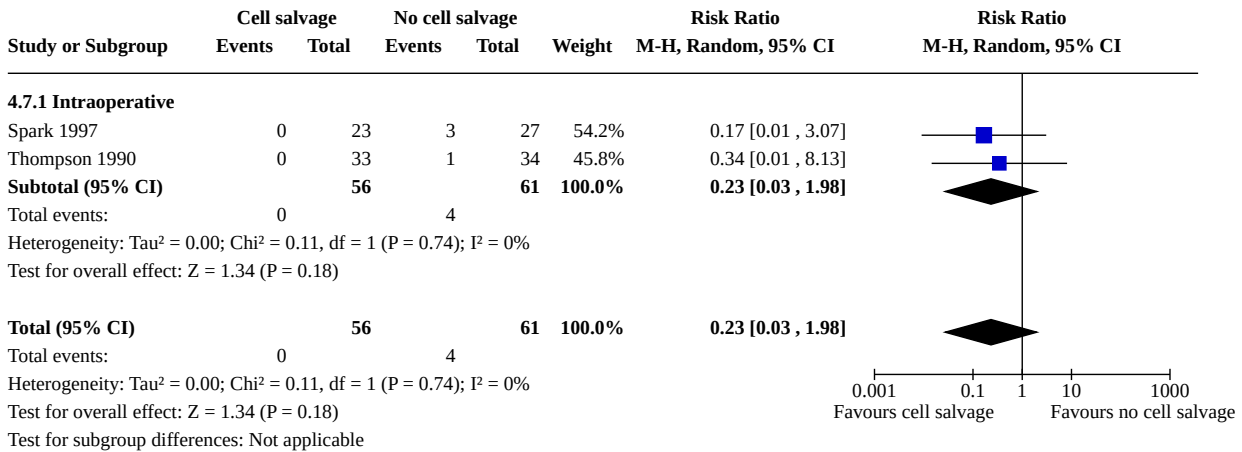 Cell salvage No cell salvage Risk Ratio Risk Ratio
Study or Subgroup Events Total Events Total Weight M-H, Random, 95% CI M-H, Random, 95% CI
4.7.1 Intraoperative
Spark 1997 0 23 3 27 54.2% 0.17 [0.01 , 3.07]
Thompson 1990 0 33 1 34 45.8% 0.34 [0.01 , 8.13]
Subtotal (95% CI) 56 61 100.0% 0.23 [0.03 , 1.98]
Total events: 0 4
Heterogeneity: Tau² = 0.00; Chi² = 0.11, df = 1 (P = 0.74); I² = 0%
Test for overall effect: Z = 1.34 (P = 0.18)
Total (95% CI) 56 61 100.0% 0.23 [0.03 , 1.98]
Total events: 0 4
Heterogeneity: Tau² = 0.00; Chi² = 0.11, df = 1 (P = 0.74); I² = 0%
0.001 0.1 1 10 1000
Test for overall effect: Z = 1.34 (P = 0.18) Favours cell salvage Favours no cell salvage
Test for subgroup differences: Not applicable